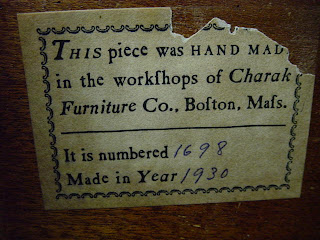 THIS piece was HAND MAD
in the workſhops of Charak
Furniture Co., Boſton, Maſs.
It is numbered 1698
Made in Year 1930